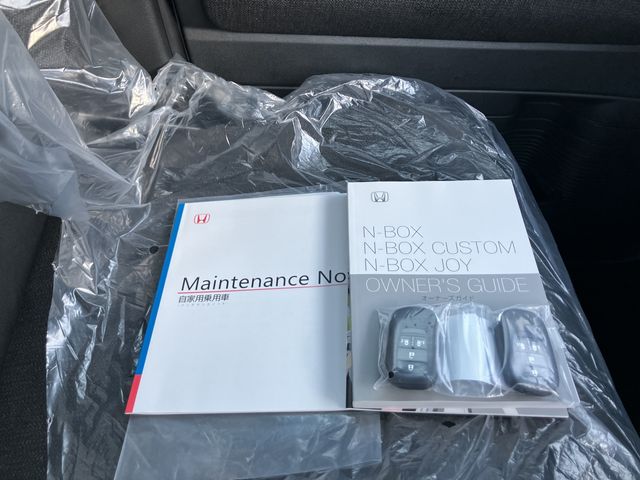 Maintenance No
自家用乗用車
N-BOX
N-BOX CUSTOM
N-BOX JOY
OWNER'S GUIDE
オーナーズガイド